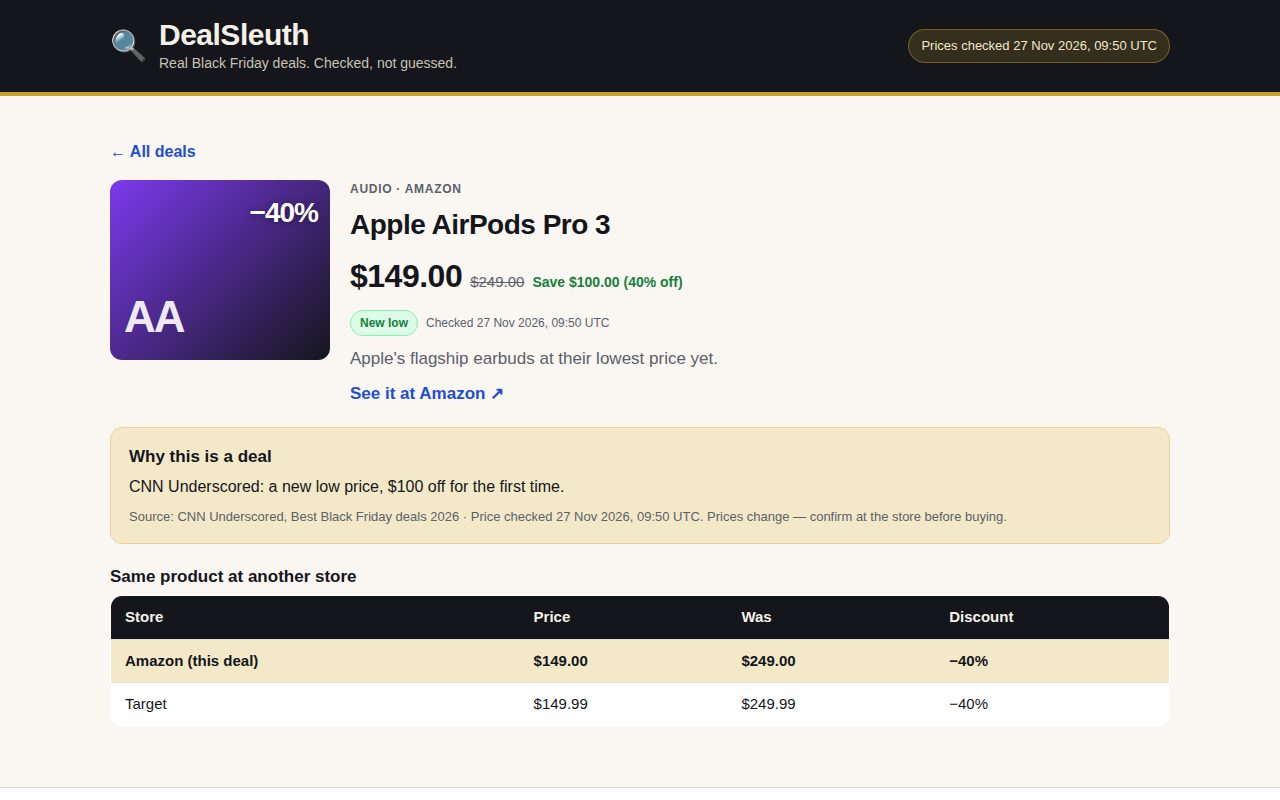 DealSleuth
Real Black Friday deals. Checked, not guessed.
Prices checked 27 Nov 2026, 09:50 UTC
← All deals
−40%
AA
AUDIO · AMAZON
Apple AirPods Pro 3
$149.00 $249.00 Save $100.00 (40% off)
New low Checked 27 Nov 2026, 09:50 UTC
Apple's flagship earbuds at their lowest price yet.
See it at Amazon ↗
Why this is a deal
CNN Underscored: a new low price, $100 off for the first time.
Source: CNN Underscored, Best Black Friday deals 2026 · Price checked 27 Nov 2026, 09:50 UTC. Prices change — confirm at the store before buying.
Same product at another store
Store Price Was Discount
Amazon (this deal) $149.00 $249.00 −40%
Target $149.99 $249.99 −40%